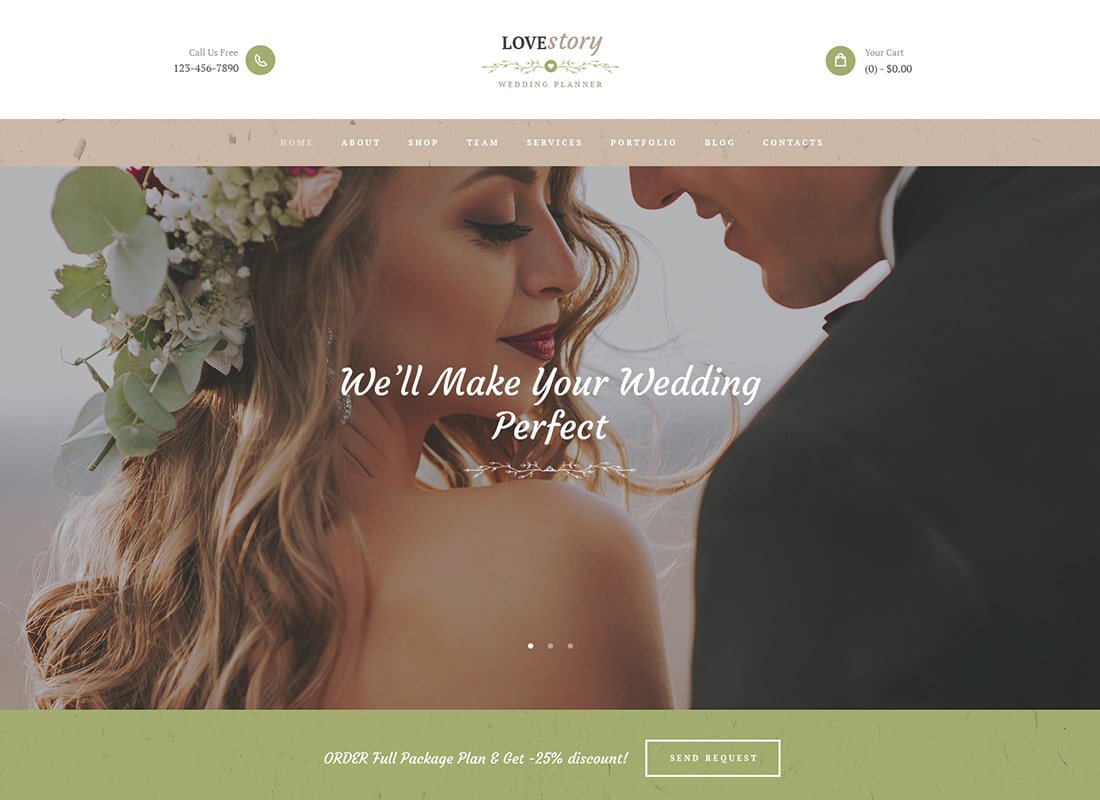 Call Us Free
123-456-7890
LOVEstory
WEDDING PLANNER
Your Cart
(0) - $0.00
HOME ABOUT SHOP TEAM SERVICES PORTFOLIO BLOG CONTACTS
We'll Make Your Wedding
Perfect
ORDER Full Package Plan & Get -25% discount!
SEND REQUEST